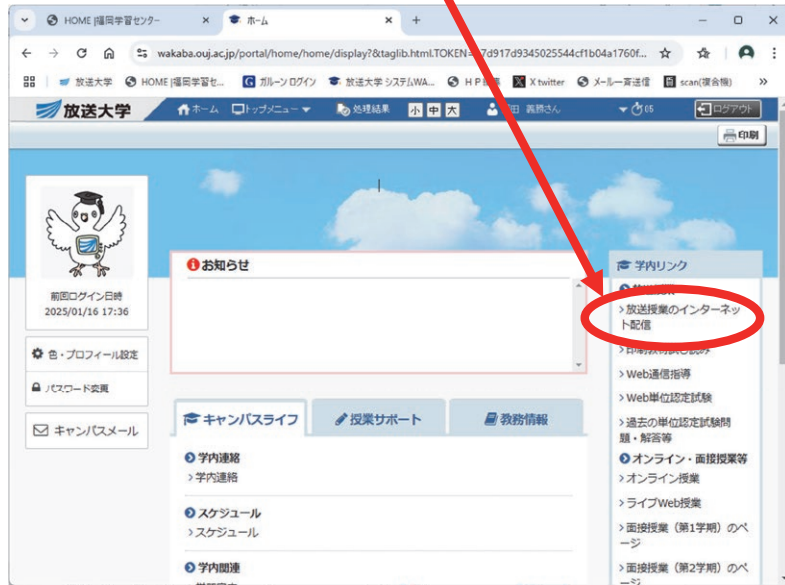 HOME |福岡学習センター
ホーム
wakaba.ouj.ac.jp/portal/home/home/display?&taglib.html.TOKEN=
7d917d9345025544cf1b04a1760f...
放送大学
HOME |福岡学習セ...
ガルーン ログイン
放送大学 システムWA...
X twitter
メール一斉送信
scan(複合機)
放送大学
ホーム
トップメニュー
処理結果
小 中 大
05
ログアウト
印刷
前回ログイン日時
2025/01/16 17:36
色・プロフィール設定
パスワード変更
キャンパスメール
お知らせ
キャンパスライフ
授業サポート
教務情報
学内連絡
>学内連絡
スケジュール
>スケジュール
学内関連
学内リンク
>放送授業のインターネッ
ト配信
>印刷教材試し読み
>Web通信指導
>Web単位認定試験
>過去の単位認定試験問
題・解答等
オンライン・面接授業等
>オンライン授業
>ライブWeb授業
>面接授業（第1学期）のペ
ージ
>面接授業（第2学期）のペ
ージ